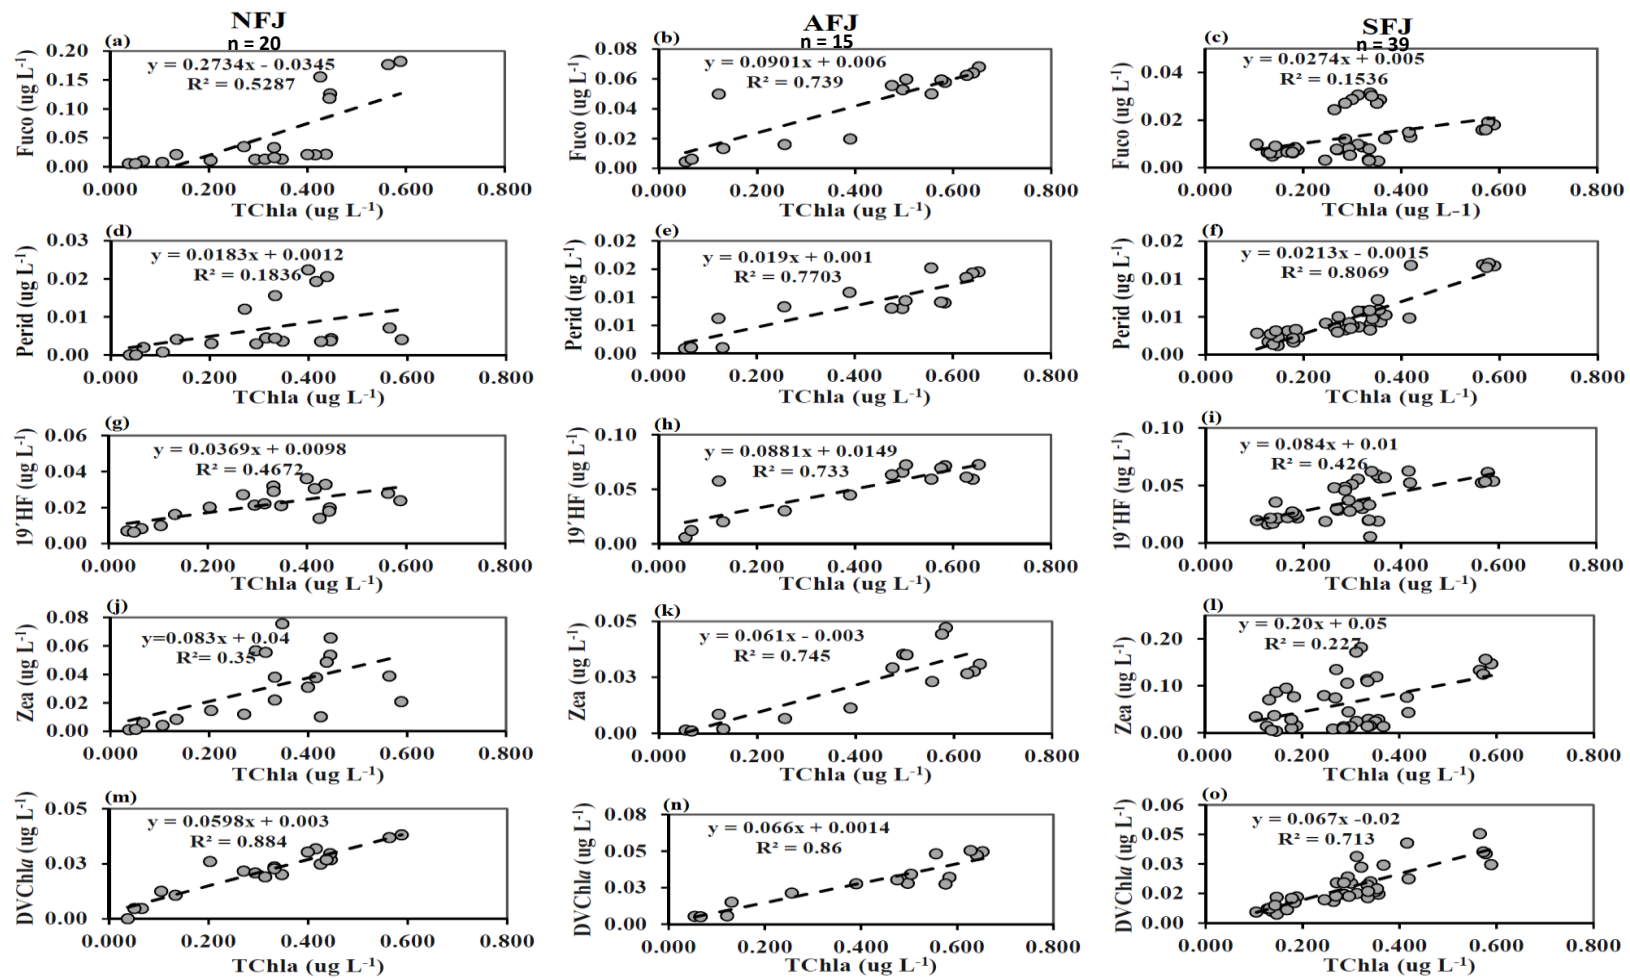 NFJ
n = 20
AFJ
n = 15
SFJ
n = 39
(a)
y = 0.2734x - 0.0345
R² = 0.5287
Fuco (ug L⁻¹)
0.20
0.15
0.10
0.05
0.00
0.000 0.200 0.400 0.600 0.800
TChla (ug L⁻¹)
(b)
y = 0.0901x + 0.006
R² = 0.739
Fuco (ug L⁻¹)
0.08
0.06
0.04
0.02
0.00
0.000 0.200 0.400 0.600 0.800
TChla (ug L⁻¹)
(c)
y = 0.0274x + 0.005
R² = 0.1536
Fuco (ug L⁻¹)
0.04
0.02
0.00
0.000 0.200 0.400 0.600 0.800
TChla (ug L-1)
(d)
y = 0.0183x + 0.0012
R² = 0.1836
Perid (ug L⁻¹)
0.03
0.02
0.01
0.00
0.000 0.200 0.400 0.600 0.800
TChla (ug L⁻¹)
(e)
y = 0.019x + 0.001
R² = 0.7703
Perid (ug L⁻¹)
0.02
0.01
0.01
0.00
0.000 0.200 0.400 0.600 0.800
TChla (ug L⁻¹)
(f)
y = 0.0213x - 0.0015
R² = 0.8069
Perid (ug L⁻¹)
0.02
0.01
0.01
0.00
0.000 0.200 0.400 0.600 0.800
TChla (ug L⁻¹)
(g)
y = 0.0369x + 0.0098
R² = 0.4672
19'HF (ug L⁻¹)
0.06
0.04
0.02
0.00
0.000 0.200 0.400 0.600 0.800
TChla (ug L⁻¹)
(h)
y = 0.0881x + 0.0149
R² = 0.733
19'HF (ug L⁻¹)
0.10
0.05
0.00
0.000 0.200 0.400 0.600 0.800
TChla (ug L⁻¹)
(i)
y = 0.084x + 0.01
R² = 0.426
19'HF (ug L⁻¹)
0.10
0.05
0.00
0.000 0.200 0.400 0.600 0.800
TChla (ug L⁻¹)
(j)
y=0.083x + 0.04
R²= 0.35
Zea (ug L⁻¹)
0.08
0.06
0.04
0.02
0.00
0.000 0.200 0.400 0.600 0.800
TChla (ug L⁻¹)
(k)
y = 0.061x - 0.003
R² = 0.745
Zea (ug L⁻¹)
0.05
0.03
0.00
0.000 0.200 0.400 0.600 0.800
TChla (ug L⁻¹)
(l)
y = 0.20x + 0.05
R² = 0.227
Zea (ug L⁻¹)
0.20
0.10
0.00
0.000 0.200 0.400 0.600 0.800
TChla (ug L⁻¹)
(m)
y = 0.0598x + 0.003
R² = 0.884
DVChla (ug L⁻¹)
0.05
0.03
0.00
0.000 0.200 0.400 0.600 0.800
TChla (ug L⁻¹)
(n)
y = 0.066x + 0.0014
R² = 0.86
DVChla (ug L⁻¹)
0.08
0.05
0.03
0.00
0.000 0.200 0.400 0.600 0.800
TChla (ug L⁻¹)
(o)
y = 0.067x -0.02
R² = 0.713
DVChla (ug L⁻¹)
0.06
0.05
0.03
0.02
0.00
0.000 0.200 0.400 0.600 0.800
TChla (ug L⁻¹)